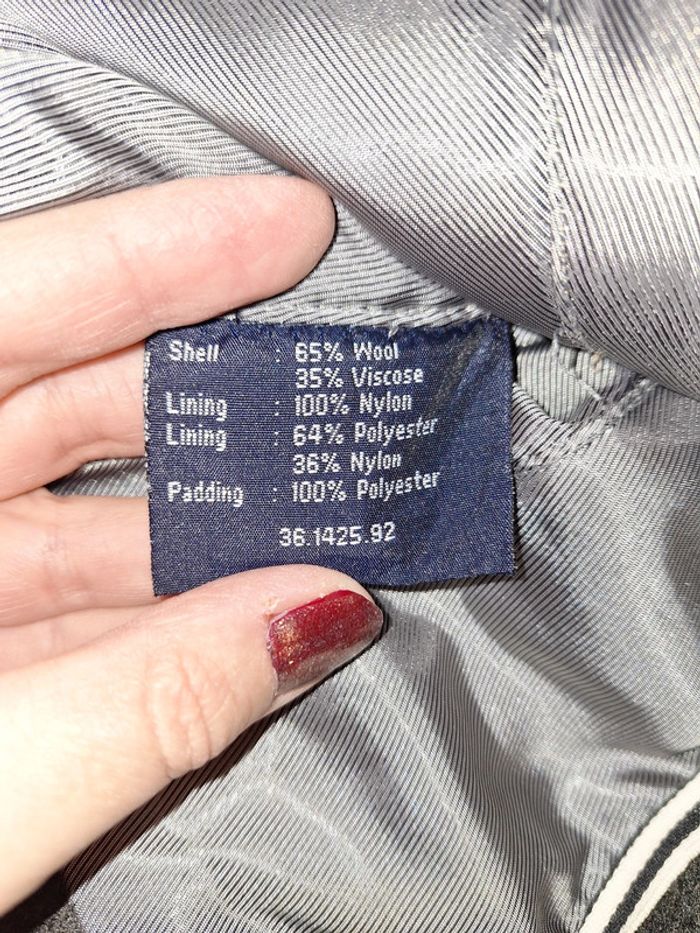 Shell : 65% Wool
35% Viscose
Lining : 100% Nylon
Lining : 64% Polyester
36% Nylon
Padding : 100% Polyester
36.1425.92